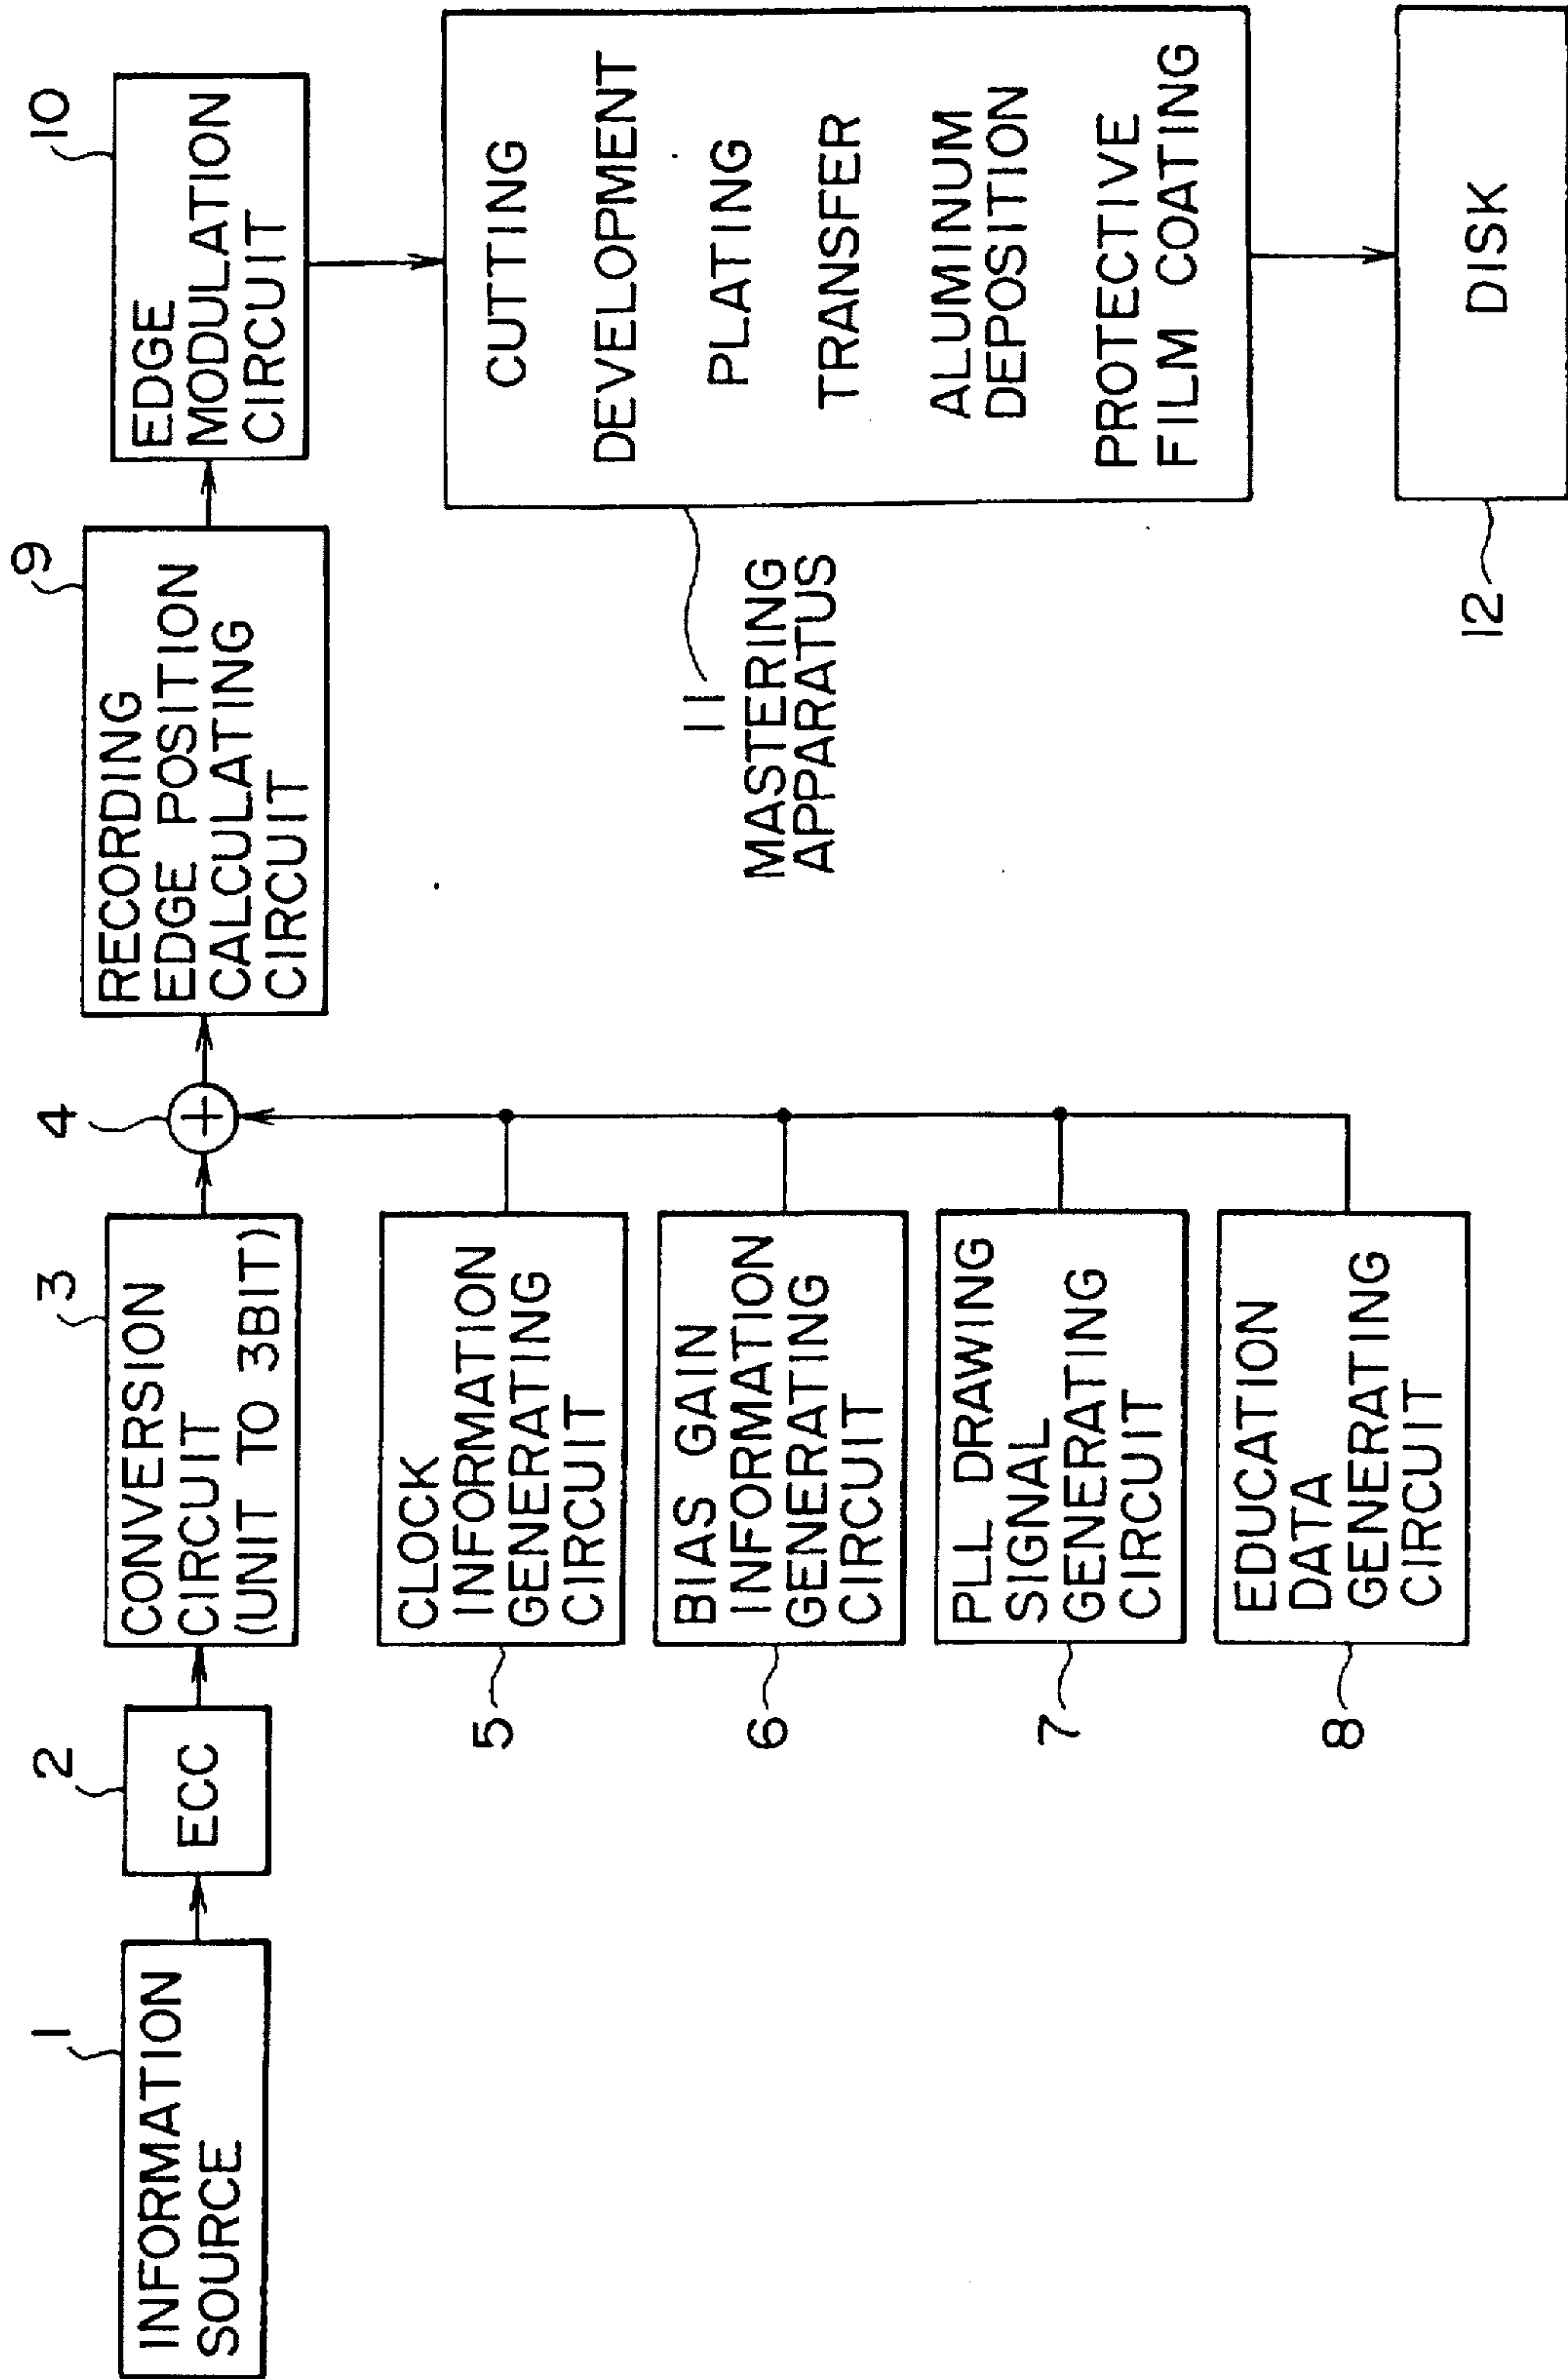 1
INFORMATION
SOURCE
2
ECC
3
CONVERSION
CIRCUIT
(UNIT TO 3BIT)
4
5
CLOCK
INFORMATION
GENERATING
CIRCUIT
6
BIAS GAIN
INFORMATION
GENERATING
CIRCUIT
7
PLL DRAWING
SIGNAL
GENERATING
CIRCUIT
8
EDUCATION
DATA
GENERATING
CIRCUIT
9
RECORDING
EDGE POSITION
CALCULATING
CIRCUIT
10
EDGE
MODULATION
CIRCUIT
11
MASTERING
APPARATUS
CUTTING
DEVELOPMENT
PLATING
TRANSFER
ALUMINUM
DEPOSITION
PROTECTIVE
FILM COATING
12
DISK